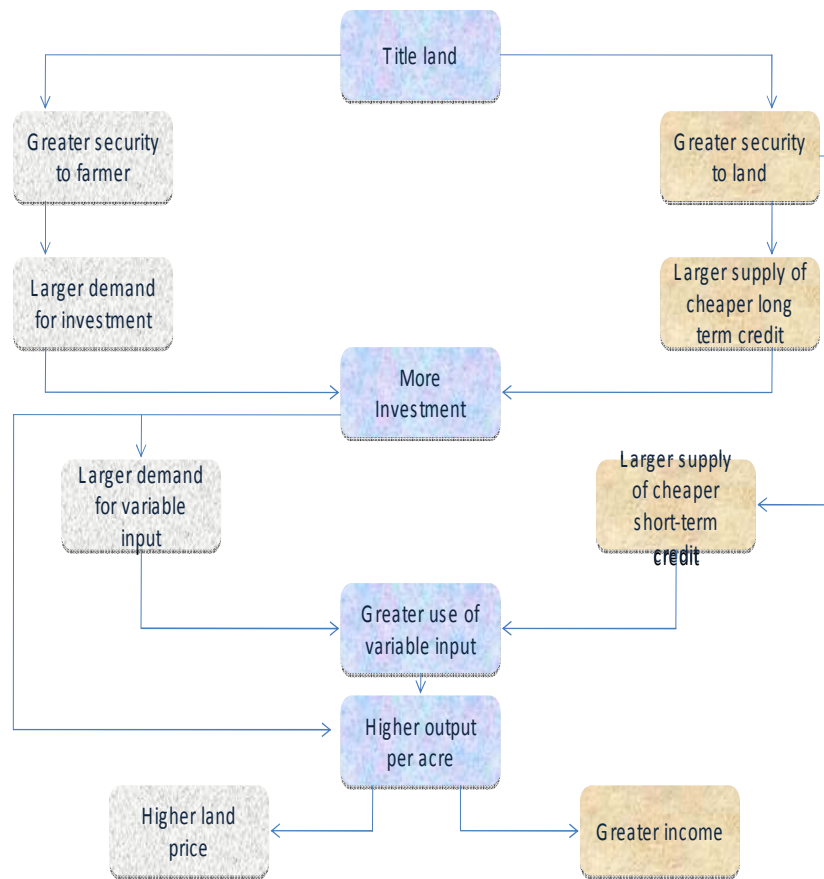 Title land
Greater security
to farmer
Greater security
to land
Larger demand
for investment
Larger supply of
cheaper long
term credit
More
Investment
Larger demand
for variable
input
Larger supply
of cheaper
short-term
credit
Greater use of
variable input
Higher output
per acre
Higher land
price
Greater income